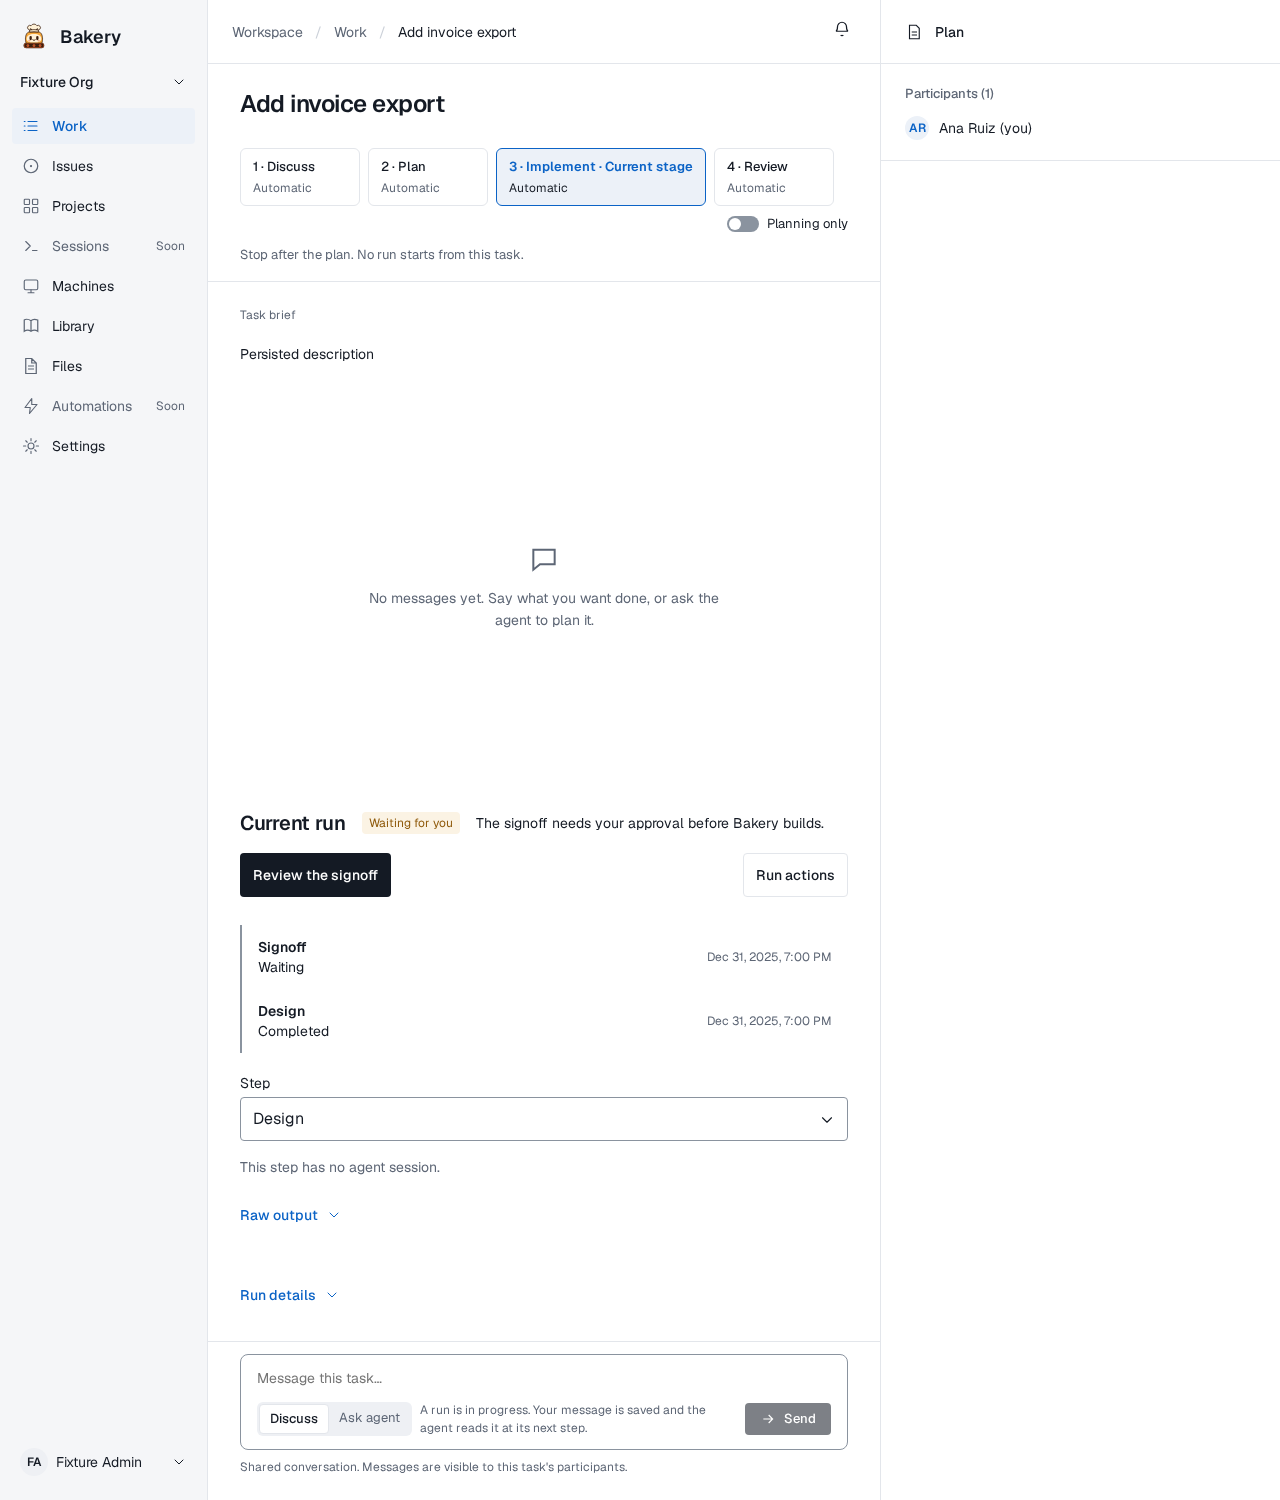 Bakery
Fixture Org
Work
Issues
Projects
Sessions Soon
Machines
Library
Files
Automations Soon
Settings
FA Fixture Admin
Workspace / Work / Add invoice export
Add invoice export
1 · Discuss
Automatic
2 · Plan
Automatic
3 · Implement · Current stage
Automatic
4 · Review
Automatic
Planning only
Stop after the plan. No run starts from this task.
Task brief
Persisted description
No messages yet. Say what you want done, or ask the
agent to plan it.
Current run Waiting for you The signoff needs your approval before Bakery builds.
Review the signoff Run actions
Signoff
Waiting
Dec 31, 2025, 7:00 PM
Design
Completed
Dec 31, 2025, 7:00 PM
Step
Design
This step has no agent session.
Raw output
Run details
Message this task…
Discuss Ask agent
A run is in progress. Your message is saved and the
agent reads it at its next step.
Send
Shared conversation. Messages are visible to this task's participants.
Plan
Participants (1)
AR Ana Ruiz (you)